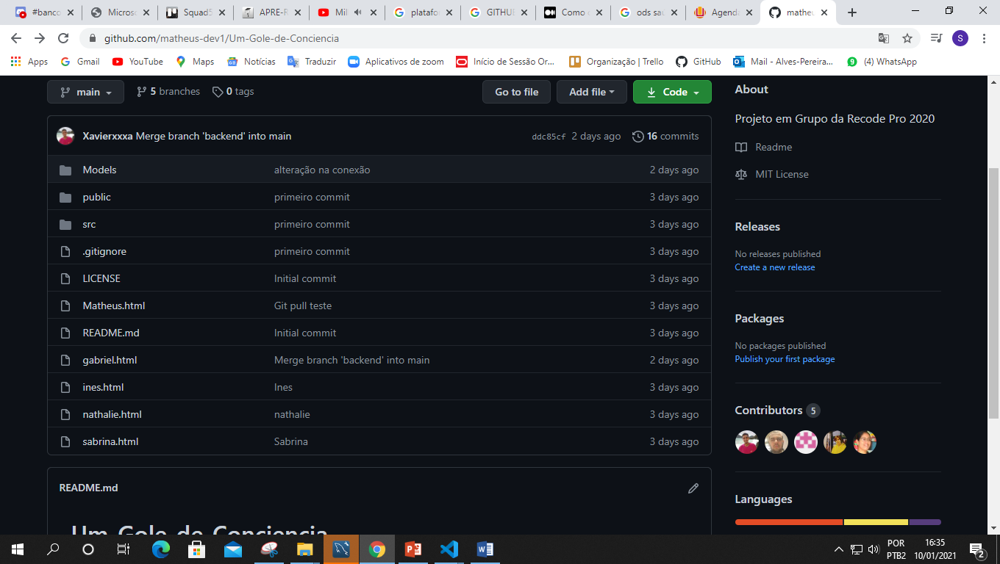 #banco
Microso
Squad5
APRE-R
Mil
platafo
GITHUB
Como c
ods saú
Agenda
matheu
github.com/matheus-dev1/Um-Gole-de-Conciencia
S
Apps
Gmail
YouTube
Maps
Notícias
Traduzir
Aplicativos de zoom
Início de Sessão Or...
Organização | Trello
GitHub
Mail - Alves-Pereira...
9
(4) WhatsApp
main
5 branches
0 tags
Go to file
Add file
Code
Xavierxxxa Merge branch 'backend' into main
ddc85cf 2 days ago
16 commits
Models
alteração na conexão
2 days ago
public
primeiro commit
3 days ago
src
primeiro commit
3 days ago
.gitignore
primeiro commit
3 days ago
LICENSE
Initial commit
3 days ago
Matheus.html
Git pull teste
3 days ago
README.md
Initial commit
3 days ago
gabriel.html
Merge branch 'backend' into main
2 days ago
ines.html
Ines
3 days ago
nathalie.html
nathalie
3 days ago
sabrina.html
Sabrina
3 days ago
README.md
Um-Gole-de-Conciencia
About
Projeto em Grupo da Recode Pro 2020
Readme
MIT License
Releases
No releases published
Create a new release
Packages
No packages published
Publish your first package
Contributors 5
Languages
POR
PTB2
16:35
10/01/2021
2